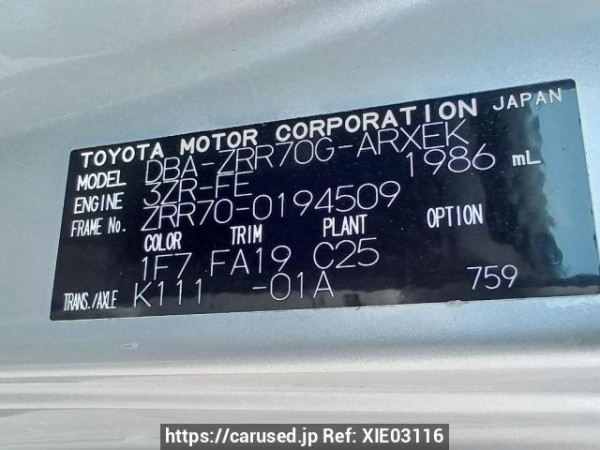 TOYOTA MOTOR CORPORATION JAPAN
MODEL DBA-ZRR70G-ARXEK
ENGINE 3ZR-FE 1986 mL
FRAME No. ZRR70-0194509
COLOR TRIM PLANT OPTION
1F7 FA19 C25
TRANS./AXLE K111 -01A 759
https://carused.jp Ref: XIE03116